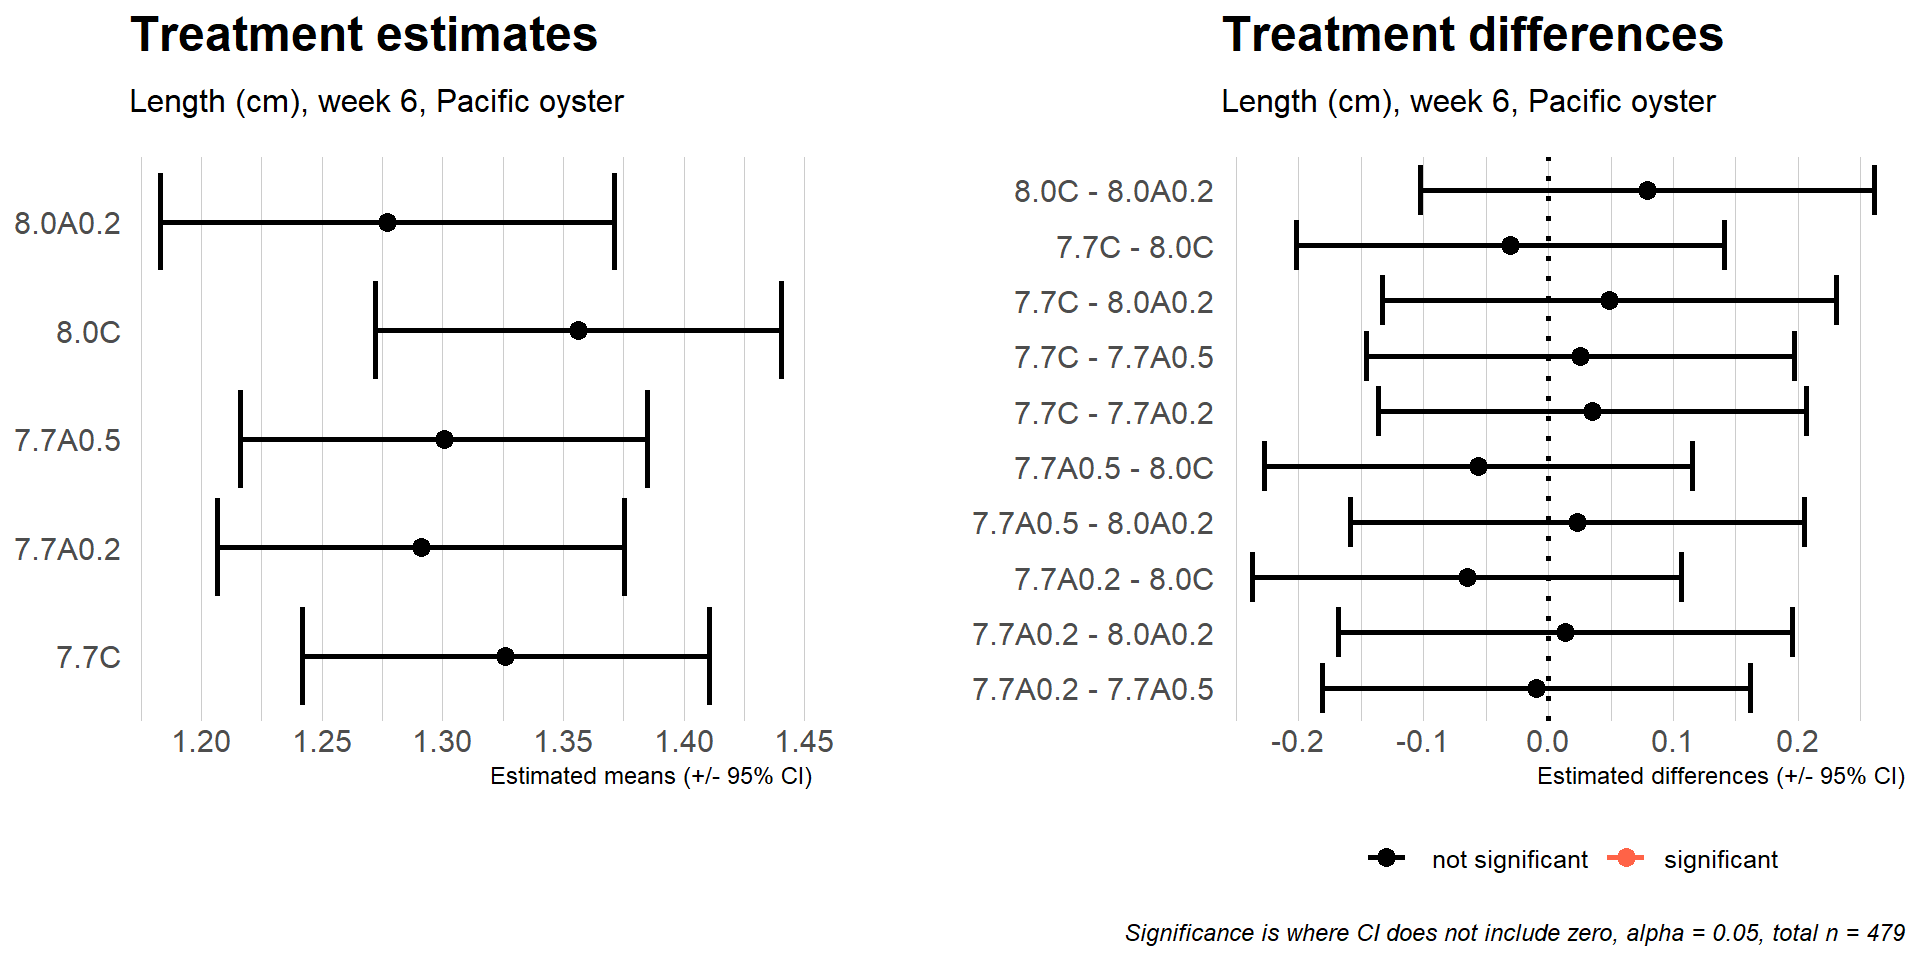 Treatment estimates
Length (cm), week 6, Pacific oyster
8.0A0.2
8.0C
7.7A0.5
7.7A0.2
7.7C
1.20 1.25 1.30 1.35 1.40 1.45
Estimated means (+/- 95% CI)
Treatment differences
Length (cm), week 6, Pacific oyster
8.0C - 8.0A0.2
7.7C - 8.0C
7.7C - 8.0A0.2
7.7C - 7.7A0.5
7.7C - 7.7A0.2
7.7A0.5 - 8.0C
7.7A0.5 - 8.0A0.2
7.7A0.2 - 8.0C
7.7A0.2 - 8.0A0.2
7.7A0.2 - 7.7A0.5
-0.2 -0.1 0.0 0.1 0.2
Estimated differences (+/- 95% CI)
not significant significant
Significance is where CI does not include zero, alpha = 0.05, total n = 479